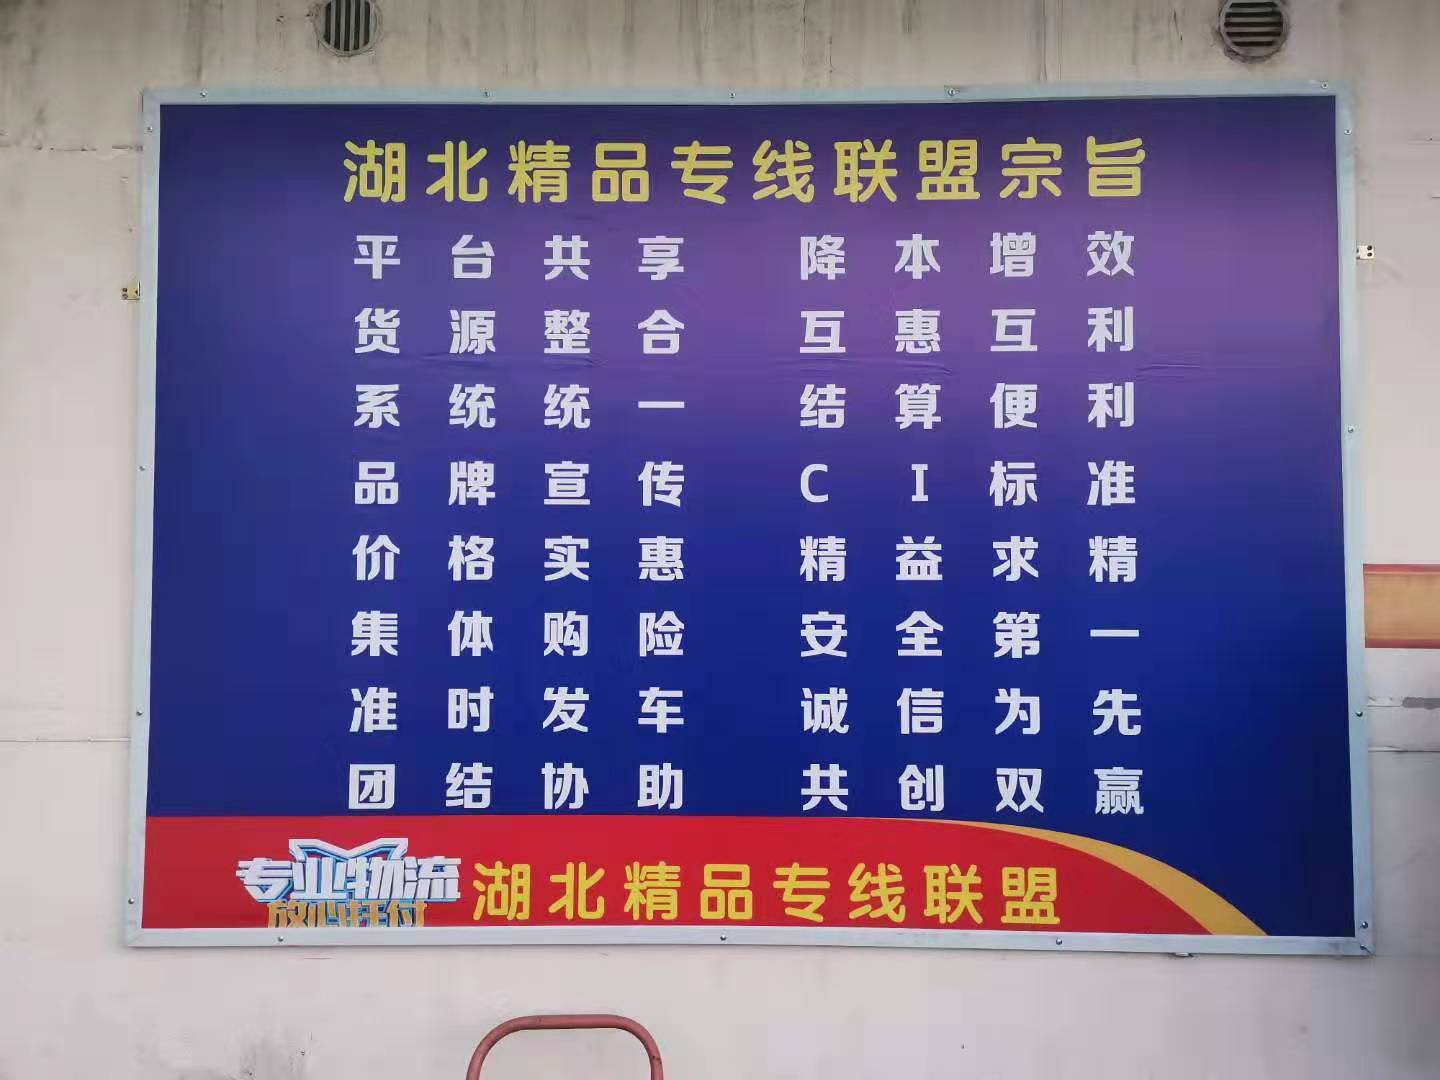 湖北精品专线联盟宗旨
平台共享 降本增效
货源整合 互惠互利
系统统一 结算便利
品牌宣传 CI标准
价格实惠 精益求精
集体购险 安全第一
准时发车 诚信为先
团结协助 共创双赢
专业物流
放心托付
湖北精品专线联盟